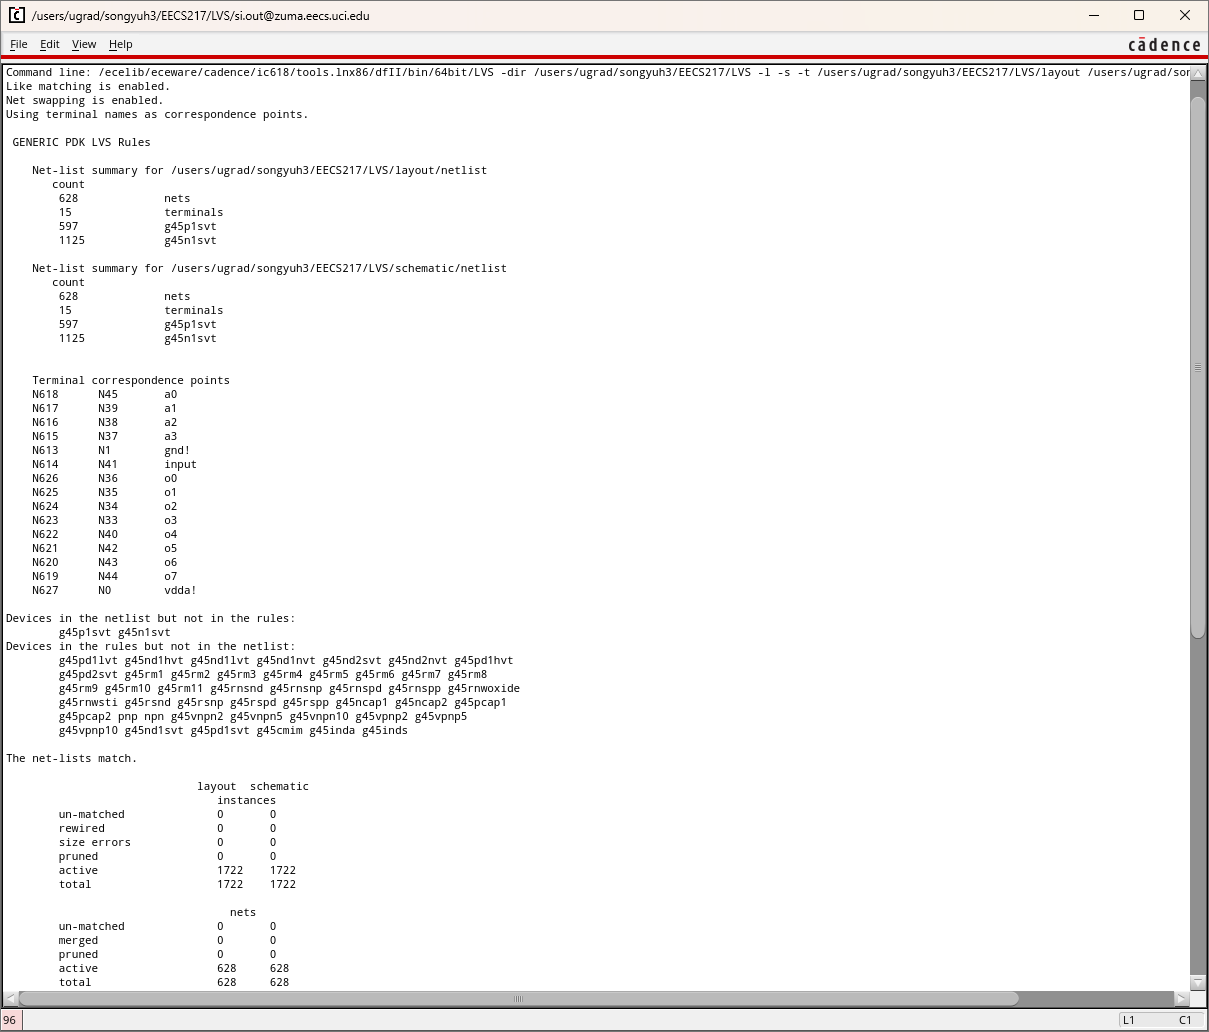 /users/ugrad/songyuh3/EECS217/LVS/si.out@zuma.eecs.uci.edu
File Edit View Help
cādence
Command line: /ecelib/eceware/cadence/ic618/tools.lnx86/dfII/bin/64bit/LVS -dir /users/ugrad/songyuh3/EECS217/LVS -l -s -t /users/ugrad/songyuh3/EECS217/LVS/layout /users/ugrad/son
Like matching is enabled.
Net swapping is enabled.
Using terminal names as correspondence points.
GENERIC PDK LVS Rules
Net-list summary for /users/ugrad/songyuh3/EECS217/LVS/layout/netlist
count
628 nets
15 terminals
597 g45p1svt
1125 g45n1svt
Net-list summary for /users/ugrad/songyuh3/EECS217/LVS/schematic/netlist
count
628 nets
15 terminals
597 g45p1svt
1125 g45n1svt
Terminal correspondence points
N618 N45 a0
N617 N39 a1
N616 N38 a2
N615 N37 a3
N613 N1 gnd!
N614 N41 input
N626 N36 o0
N625 N35 o1
N624 N34 o2
N623 N33 o3
N622 N40 o4
N621 N42 o5
N620 N43 o6
N619 N44 o7
N627 N0 vdda!
Devices in the netlist but not in the rules:
g45p1svt g45n1svt
Devices in the rules but not in the netlist:
g45pd1lvt g45nd1hvt g45nd1lvt g45nd1nvt g45nd2svt g45nd2nvt g45pd1hvt
g45pd2svt g45rm1 g45rm2 g45rm3 g45rm4 g45rm5 g45rm6 g45rm7 g45rm8
g45rm9 g45rm10 g45rm11 g45rnsnd g45rnsnp g45rnspd g45rnspp g45rnwoxide
g45rnwsti g45rsnd g45rsnp g45rspd g45rspp g45ncap1 g45ncap2 g45pcap1
g45pcap2 pnp npn g45vnpn2 g45vnpn5 g45vnpn10 g45vpnp2 g45vpnp5
g45vpnp10 g45nd1svt g45pd1svt g45cmim g45inda g45inds
The net-lists match.
layout schematic
instances
un-matched 0 0
rewired 0 0
size errors 0 0
pruned 0 0
active 1722 1722
total 1722 1722
nets
un-matched 0 0
merged 0 0
pruned 0 0
active 628 628
total 628 628
96 L1 C1